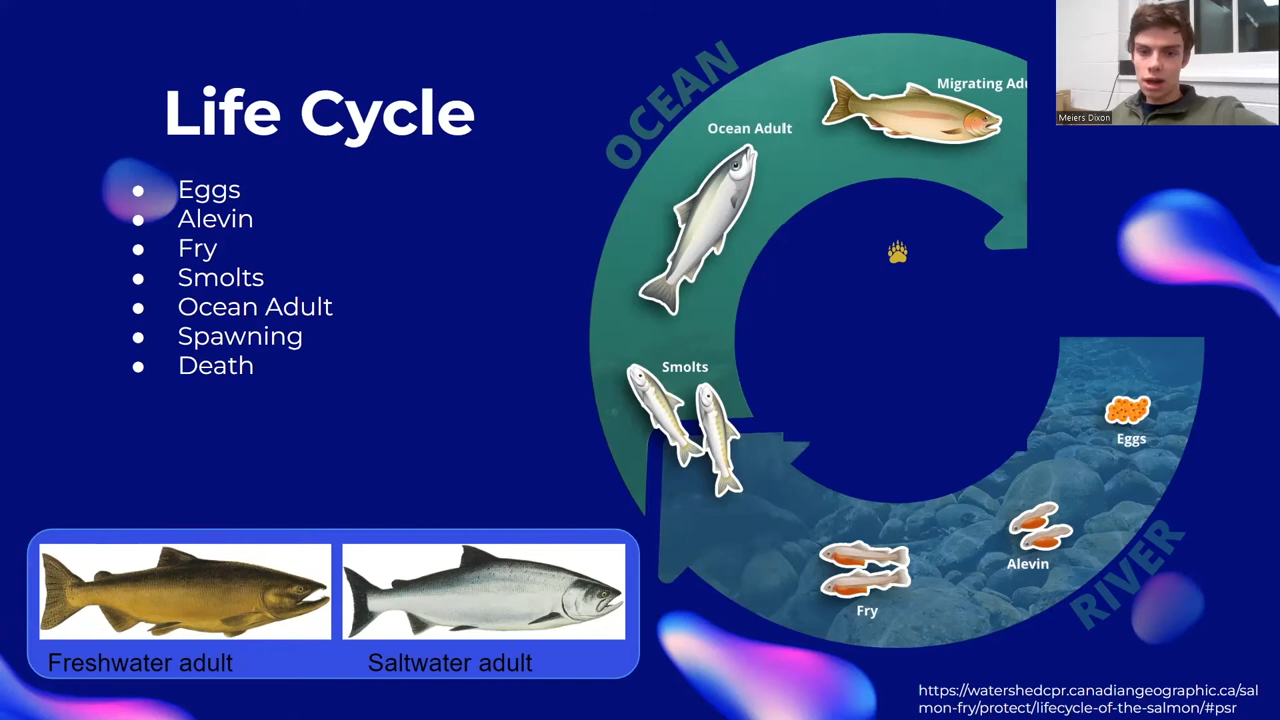 Life Cycle
Eggs
Alevin
Fry
Smolts
Ocean Adult
Spawning
Death
OCEAN
Migrating Adu
Ocean Adult
Smolts
Eggs
Alevin
Fry
RIVER
Freshwater adult
Saltwater adult
https://watershedcpr.canadiangeographic.ca/sal
mon-fry/protect/lifecycle-of-the-salmon/#psr
Meiers Dixon